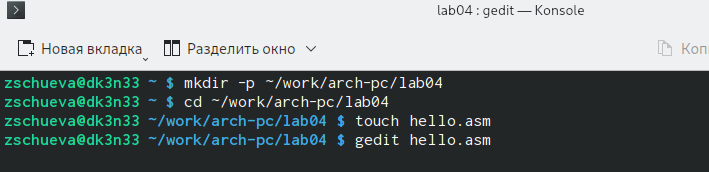 lab04 : gedit — Konsole
Новая вкладка Разделить окно
zschueva@dk3n33 ~ $ mkdir -p ~/work/arch-pc/lab04
zschueva@dk3n33 ~ $ cd ~/work/arch-pc/lab04
zschueva@dk3n33 ~/work/arch-pc/lab04 $ touch hello.asm
zschueva@dk3n33 ~/work/arch-pc/lab04 $ gedit hello.asm